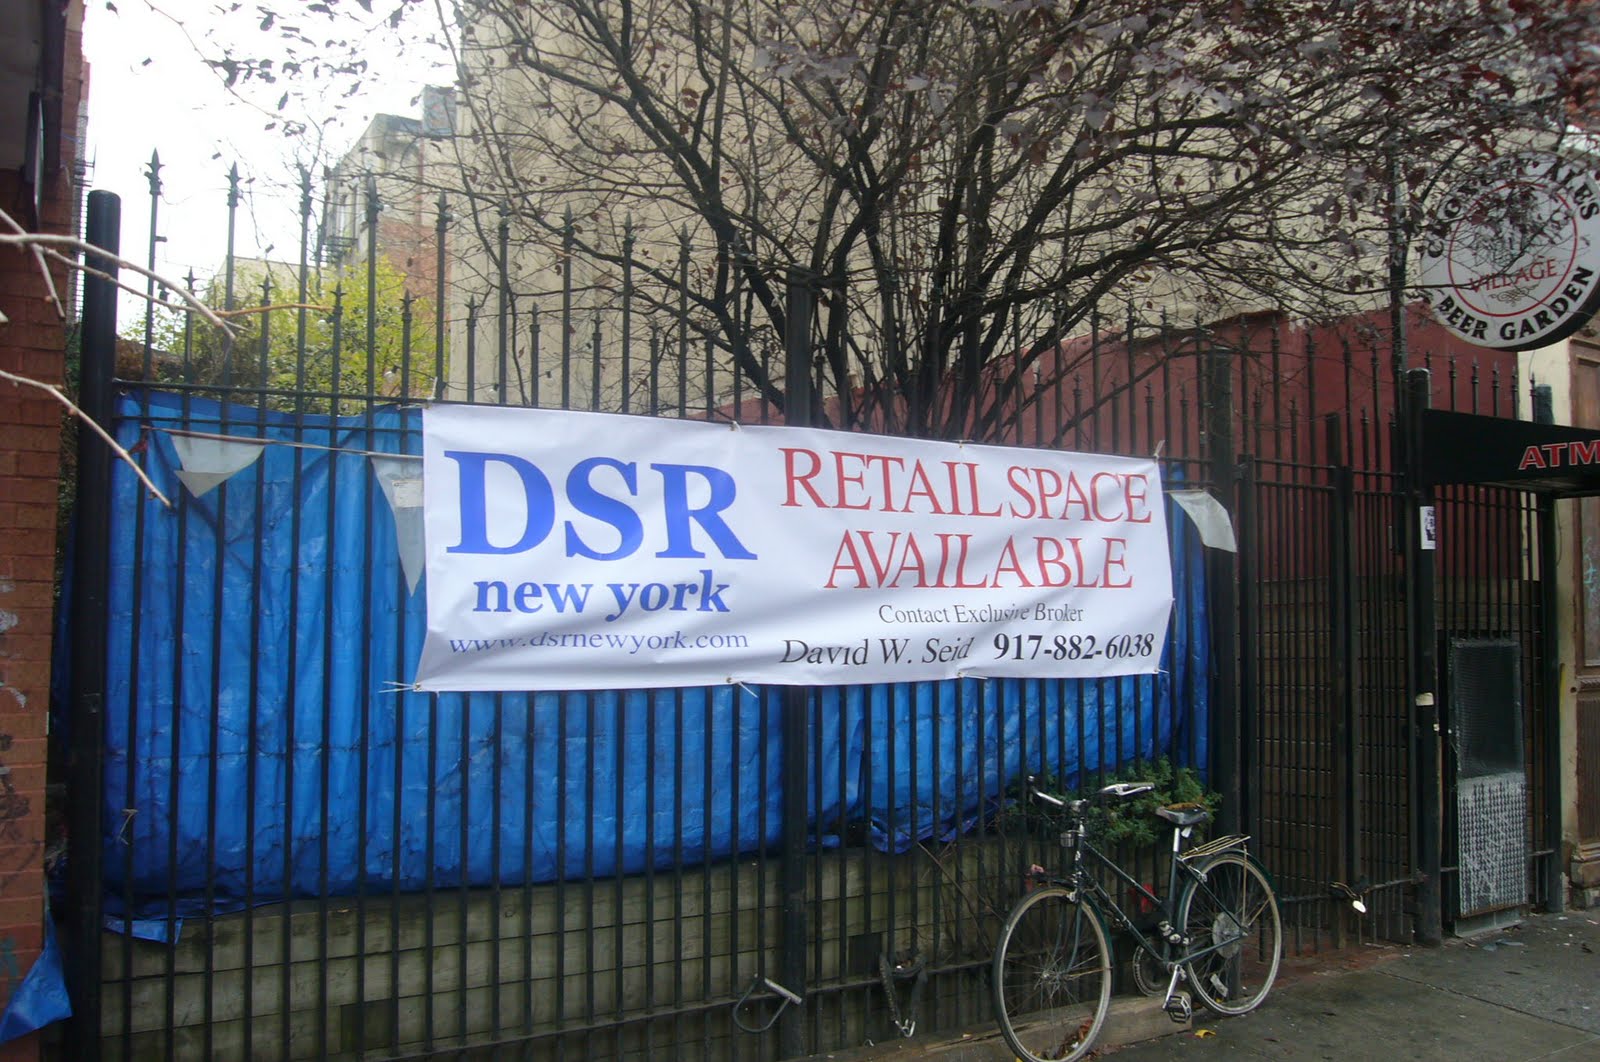 DSR
new york
www.dsrnewyork.com
RETAIL SPACE
AVAILABLE
Contact Exclusive Broker
David W. Seid 917-882-6038
ALES
VILLAGE
BEER GARDEN
ATM